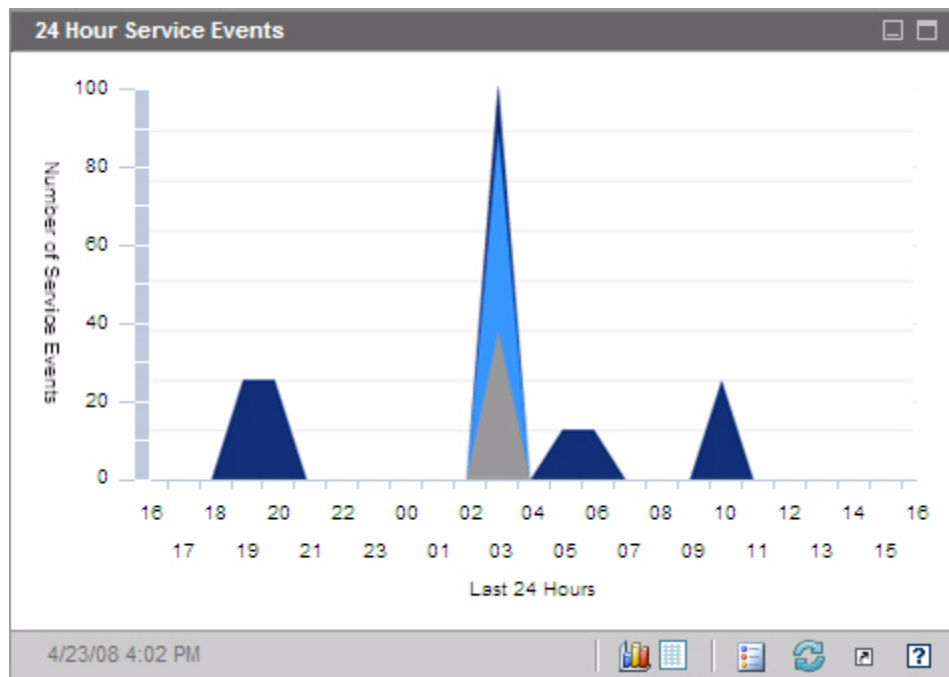 24 Hour Service Events
100
80
60
40
20
0
Number of Service Events
16 18 20 22 00 02 04 06 08 10 12 14 16
17 19 21 23 01 03 05 07 09 11 13 15
Last 24 Hours
4/23/08 4:02 PM
?